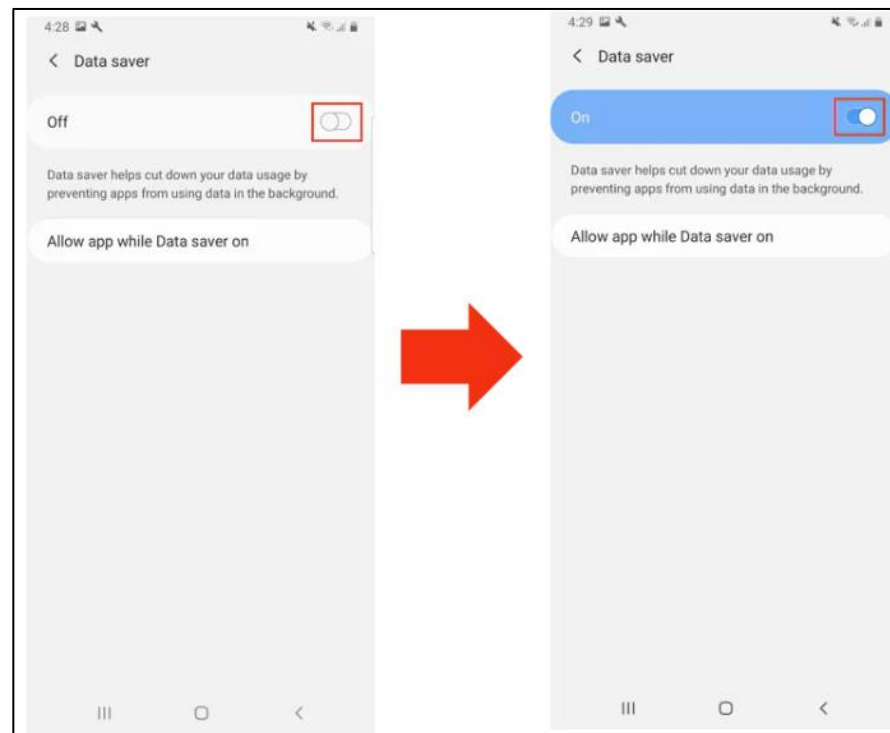 4:28
Data saver
Off
Data saver helps cut down your data usage by
preventing apps from using data in the background.
Allow app while Data saver on
4:29
Data saver
On
Data saver helps cut down your data usage by
preventing apps from using data in the background.
Allow app while Data saver on